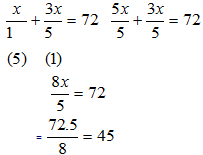 x/1 + 3x/5 = 72 5x/5 + 3x/5 = 72
(5) (1)
8x/5 = 72
= 72.5/8 = 45